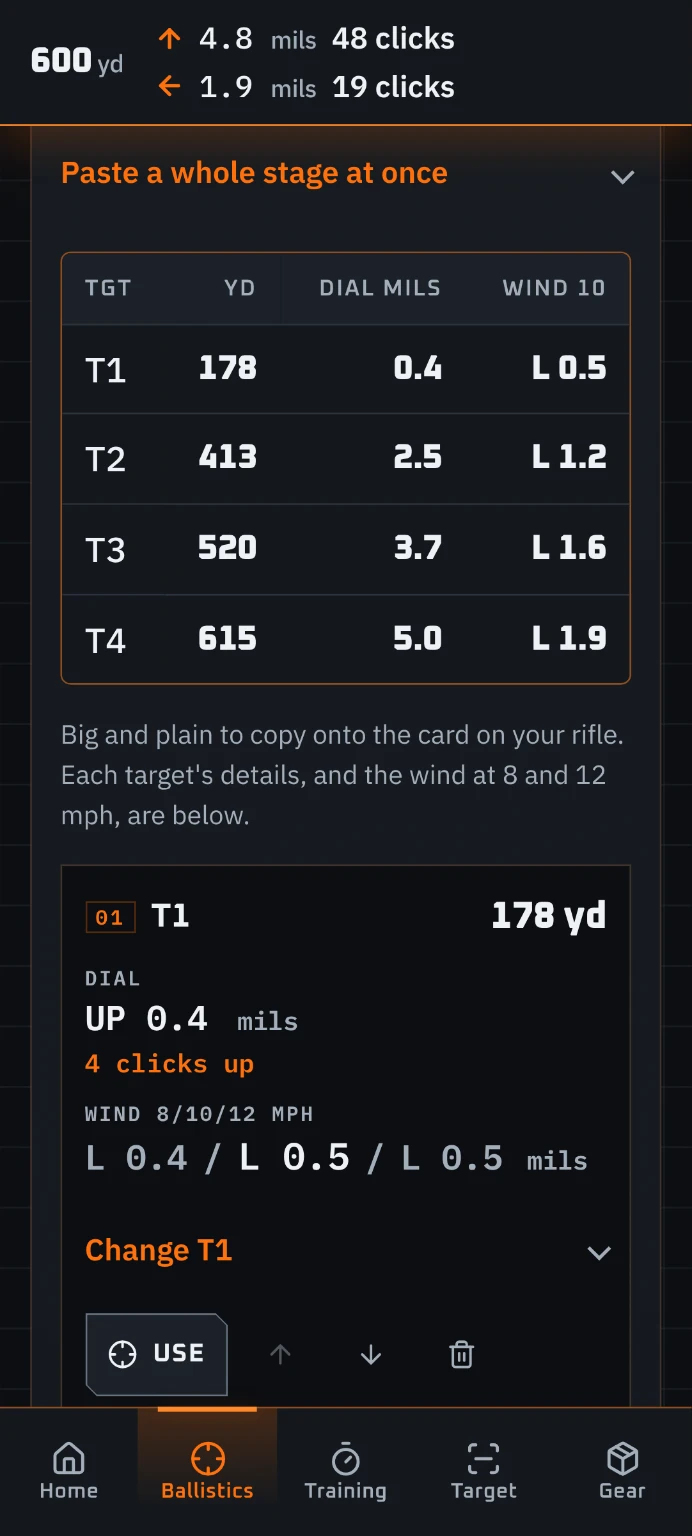 600 yd
↑ 4.8 mils 48 clicks
← 1.9 mils 19 clicks
Paste a whole stage at once
TGT YD DIAL MILS WIND 10
T1 178 0.4 L 0.5
T2 413 2.5 L 1.2
T3 520 3.7 L 1.6
T4 615 5.0 L 1.9
Big and plain to copy onto the card on your rifle.
Each target's details, and the wind at 8 and 12
mph, are below.
01 T1 178 yd
DIAL
UP 0.4 mils
4 clicks up
WIND 8/10/12 MPH
L 0.4 / L 0.5 / L 0.5 mils
Change T1
USE
Home Ballistics Training Target Gear